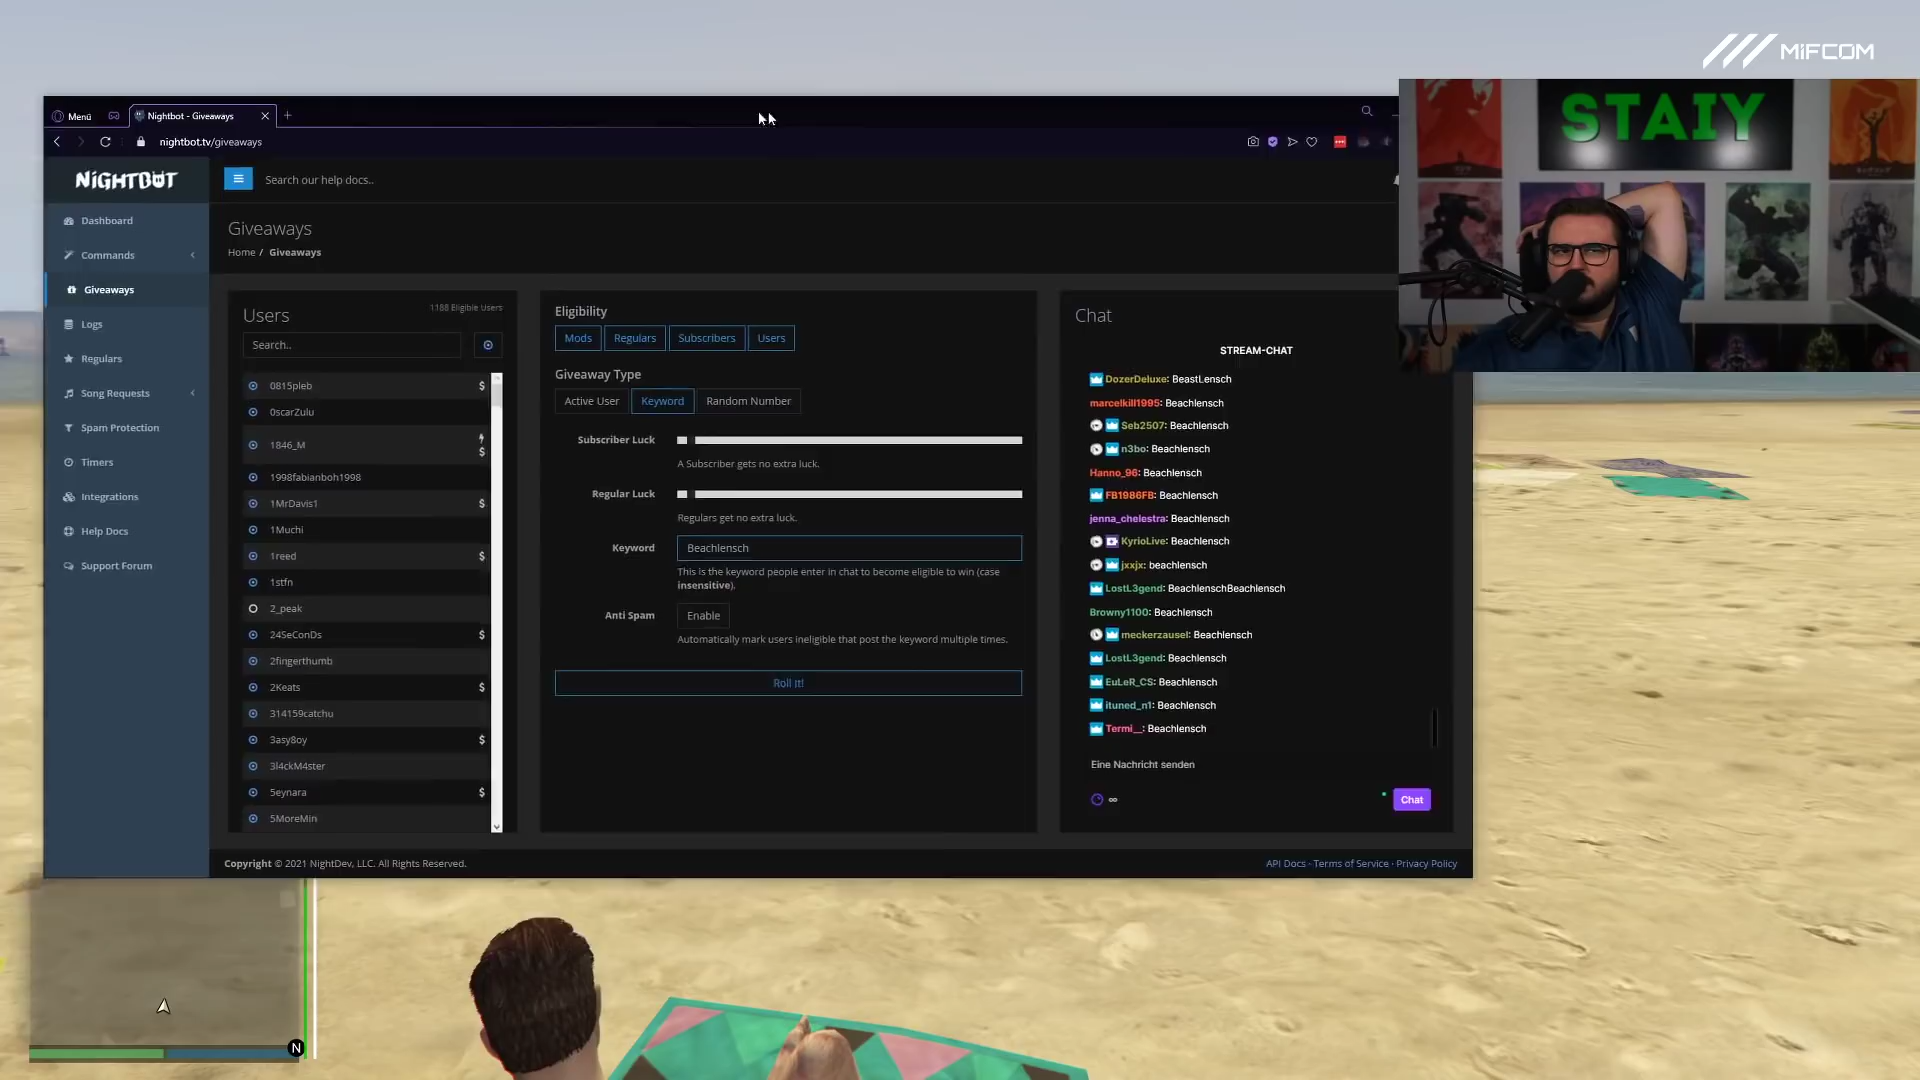 MIFCOM
STAIY
Menü
Nightbot - Giveaways
nightbot.tv/giveaways
NIGHTBOT
Search our help docs..
Dashboard
Commands
Giveaways
Logs
Regulars
Song Requests
Spam Protection
Timers
Integrations
Help Docs
Support Forum
Giveaways
Home / Giveaways
Users
1188 Eligible Users
Search..
0815pleb
$
0scarZulu
1846_M
$
1998fabianboh1998
1MrDavis1
$
1Muchi
1reed
$
1stfn
2_peak
24SeConDs
$
2fingerthumb
2Keats
$
314159catchu
3asy8oy
$
3l4ckM4ster
5eynara
$
5MoreMin
Eligibility
Mods
Regulars
Subscribers
Users
Giveaway Type
Active User
Keyword
Random Number
Subscriber Luck
A Subscriber gets no extra luck.
Regular Luck
Regulars get no extra luck.
Keyword
Beachlensch
This is the keyword people enter in chat to become eligible to win (case
insensitive).
Anti Spam
Enable
Automatically mark users ineligible that post the keyword multiple times.
Roll It!
Chat
STREAM-CHAT
DozerDeluxe: BeastLensch
marcelkill1995: Beachlensch
Seb2507: Beachlensch
n3bo: Beachlensch
Hanno_96: Beachlensch
FB1986FB: Beachlensch
jenna_chelestra: Beachlensch
KyrioLive: Beachlensch
jxxjx: beachlensch
LostL3gend: BeachlenschBeachlensch
Browny1100: Beachlensch
meckerzausel: Beachlensch
LostL3gend: Beachlensch
EuLeR_CS: Beachlensch
ituned_n1: Beachlensch
Termi__: Beachlensch
Eine Nachricht senden
∞
Chat
Copyright © 2021 NightDev, LLC. All Rights Reserved.
API Docs - Terms of Service · Privacy Policy
N